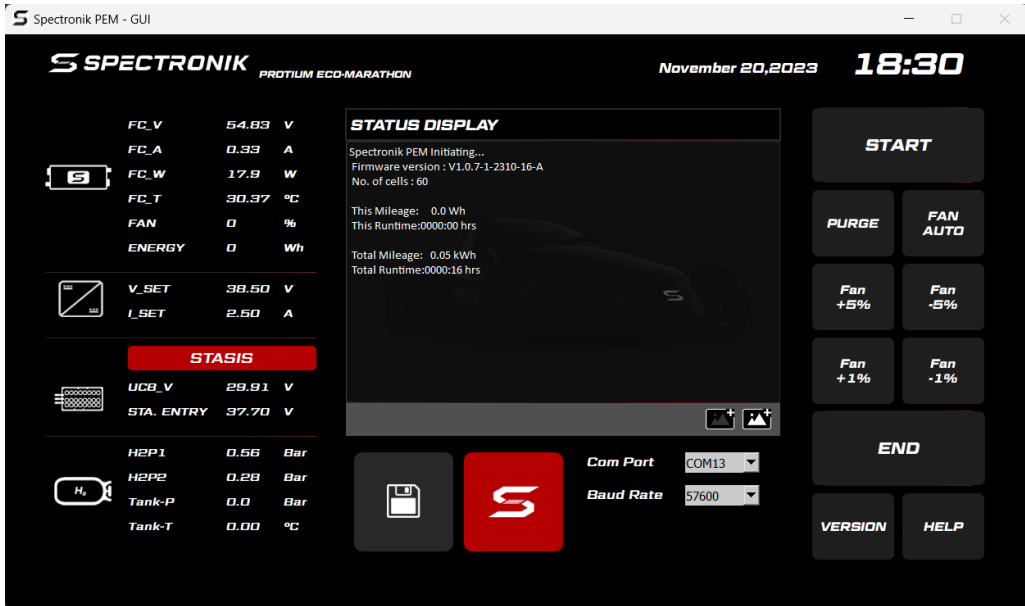 Spectronik PEM - GUI
SPECTRONIK PROTIUM ECO-MARATHON
November 20,2023
18:30
FC_V 54.83 V
FC_A 0.33 A
FC_W 17.9 W
FC_T 30.37 ºC
FAN 0 %
ENERGY 0 Wh
V_SET 38.50 V
I_SET 2.50 A
STASIS
UCB_V 29.91 V
STA. ENTRY 37.70 V
H2P1 0.56 Bar
H2P2 0.28 Bar
Tank-P 0.0 Bar
Tank-T 0.00 ºC
H₂
STATUS DISPLAY
Spectronik PEM Initiating...
Firmware version : V1.0.7-1-2310-16-A
No. of cells : 60
This Mileage: 0.0 Wh
This Runtime:0000:00 hrs
Total Mileage: 0.05 kWh
Total Runtime:0000:16 hrs
Com Port COM13
Baud Rate 57600
START
PURGE
FAN AUTO
Fan +5%
Fan -5%
Fan +1%
Fan -1%
END
VERSION
HELP